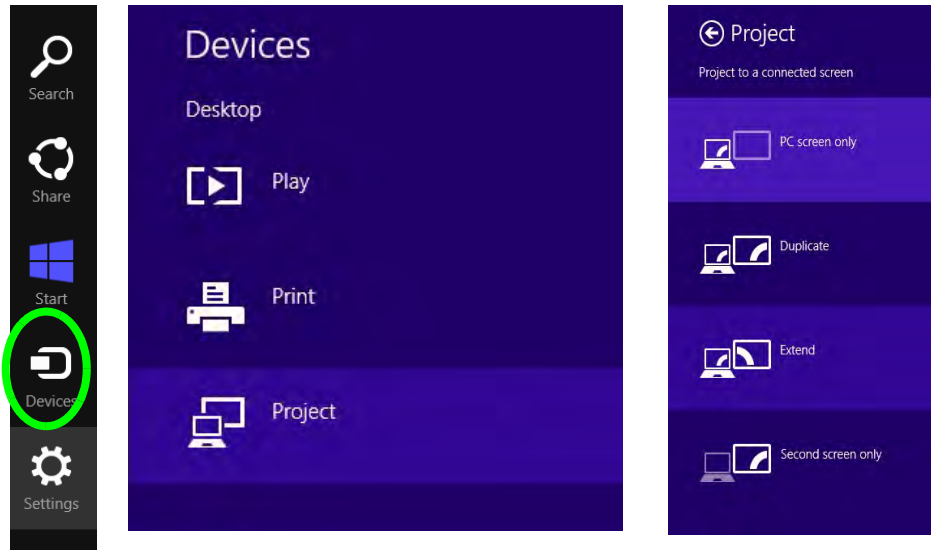 Search
Share
Start
Devices
Settings
Devices
Desktop
Play
Print
Project
Project
Project to a connected screen
PC screen only
Duplicate
Extend
Second screen only